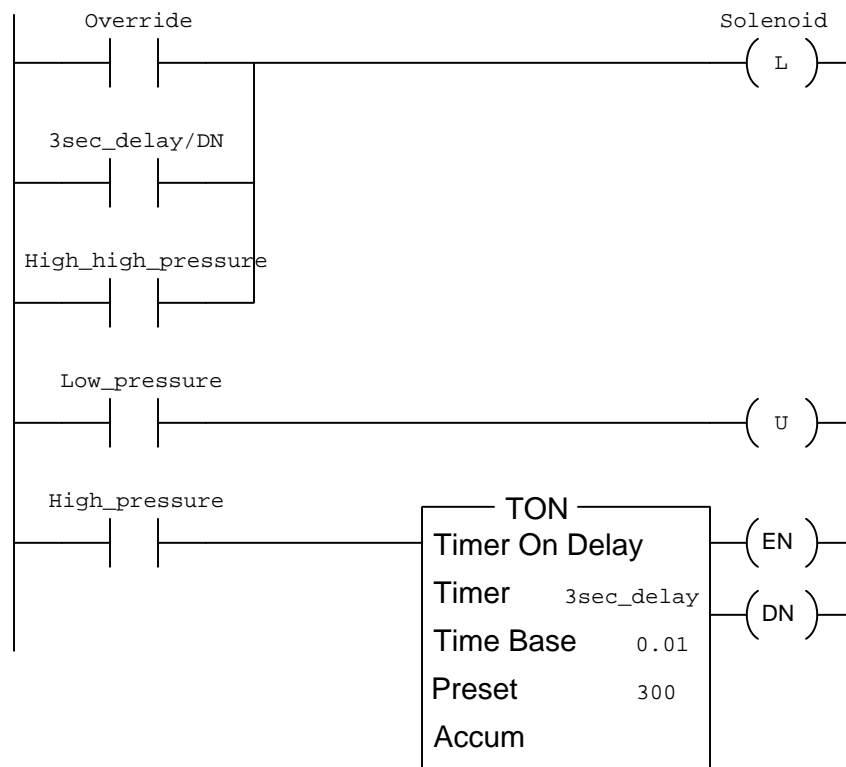 Override
Solenoid
L
3sec_delay/DN
High_high_pressure
Low_pressure
U
High_pressure
TON
Timer On Delay
EN
Timer 3sec_delay
DN
Time Base 0.01
Preset 300
Accum